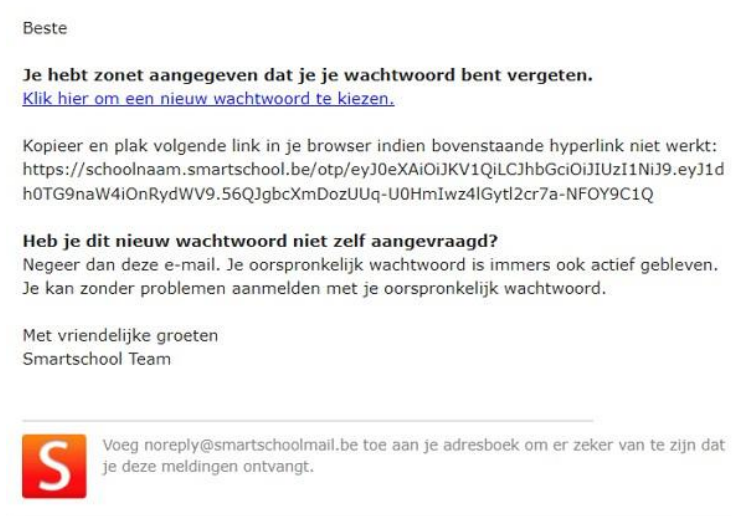 Beste
Je hebt zonet aangegeven dat je je wachtwoord bent vergeten.
Klik hier om een nieuw wachtwoord te kiezen.
Kopieer en plak volgende link in je browser indien bovenstaande hyperlink niet werkt:
https://schoolnaam.smartschool.be/otp/eyJ0eXAiOiJKV1QiLCJhbGciOiJIUzI1NiJ9.eyJ1d
h0TG9naW4iOnRydWV9.56QJgbcXmDozUUq-U0HmIwz4lGytl2cr7a-NFOY9C1Q
Heb je dit nieuw wachtwoord niet zelf aangevraagd?
Negeer dan deze e-mail. Je oorspronkelijk wachtwoord is immers ook actief gebleven.
Je kan zonder problemen aanmelden met je oorspronkelijk wachtwoord.
Met vriendelijke groeten
Smartschool Team
S
Voeg noreply@smartschoolmail.be toe aan je adresboek om er zeker van te zijn dat
je deze meldingen ontvangt.